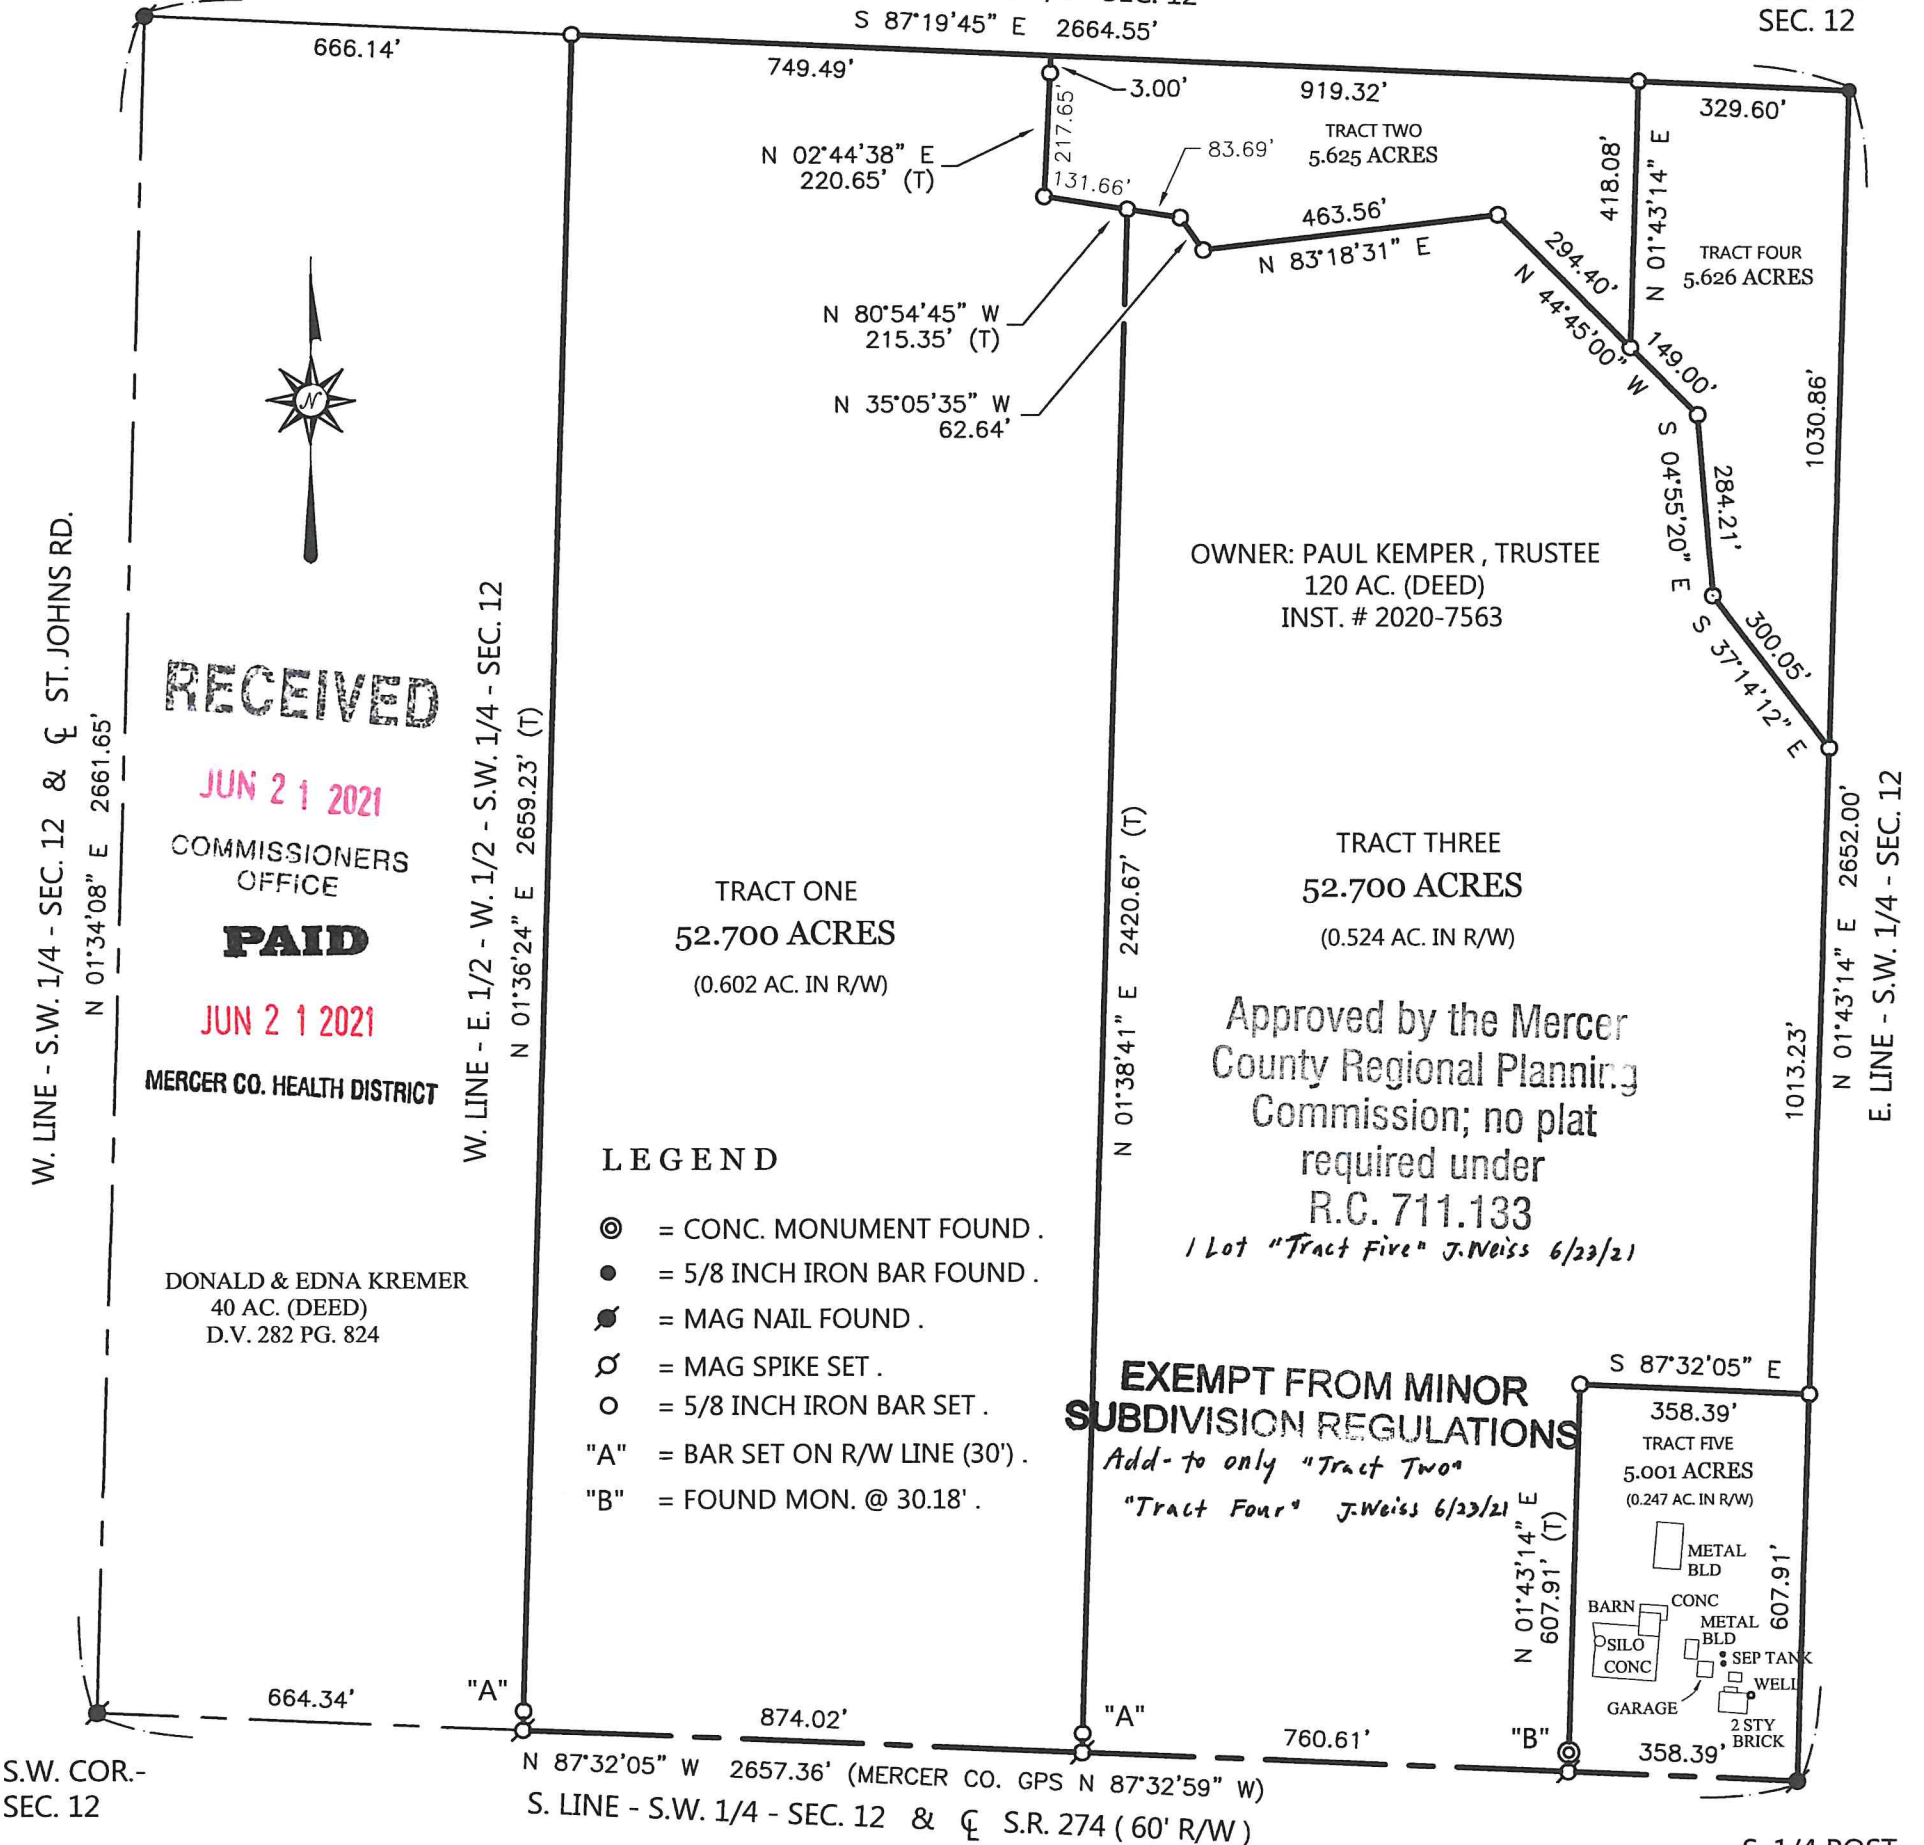 SEC. 12
S 87°19'45" E 2664.55'
SEC. 12
666.14'
749.49'
3.00'
919.32'
329.60'
217.65'
N 02°44'38" E
220.65' (T)
131.66'
83.69'
TRACT TWO
5.625 ACRES
418.08'
N 01°43'14" E
463.56'
N 83°18'31" E
294.40'
N 44°45'00" W
149.00'
TRACT FOUR
5.626 ACRES
N 80°54'45" W
215.35' (T)
N 35°05'35" W
62.64'
1030.86'
S 04°55'20" E
284.21'
300.05'
S 37°14'12" E
N
OWNER: PAUL KEMPER , TRUSTEE
120 AC. (DEED)
INST. # 2020-7563
W. LINE - S.W. 1/4 - SEC. 12 & ℄ ST. JOHNS RD.
N 01°34'08" E 2661.65'
RECEIVED
JUN 2 1 2021
COMMISSIONERS
OFFICE
PAID
JUN 2 1 2021
MERCER CO. HEALTH DISTRICT
W. LINE - E. 1/2 - W. 1/2 - S.W. 1/4 - SEC. 12
N 01°36'24" E 2659.23' (T)
TRACT ONE
52.700 ACRES
(0.602 AC. IN R/W)
N 01°38'41" E 2420.67' (T)
TRACT THREE
52.700 ACRES
(0.524 AC. IN R/W)
1013.23'
N 01°43'14" E 2652.00'
E. LINE - S.W. 1/4 - SEC. 12
Approved by the Mercer
County Regional Planning
Commission; no plat
required under
R.C. 711.133
1 Lot "Tract Five" J.Weiss 6/23/21
DONALD & EDNA KREMER
40 AC. (DEED)
D.V. 282 PG. 824
LEGEND
= CONC. MONUMENT FOUND .
= 5/8 INCH IRON BAR FOUND .
= MAG NAIL FOUND .
= MAG SPIKE SET .
= 5/8 INCH IRON BAR SET .
"A" = BAR SET ON R/W LINE (30') .
"B" = FOUND MON. @ 30.18' .
EXEMPT FROM MINOR
SUBDIVISION REGULATIONS
Add-to only "Tract Two"
"Tract Four" J.Weiss 6/23/21
S 87°32'05" E
358.39'
TRACT FIVE
5.001 ACRES
(0.247 AC. IN R/W)
N 01°43'14" E
607.91' (T)
607.91'
METAL
BLD
BARN
CONC
METAL
BLD
SILO
CONC
SEP TANK
WELL
GARAGE
2 STY
BRICK
664.34'
"A"
874.02'
"A"
760.61'
"B"
358.39'
S.W. COR.-
SEC. 12
N 87°32'05" W 2657.36' (MERCER CO. GPS N 87°32'59" W)
S. LINE - S.W. 1/4 - SEC. 12 & ℄ S.R. 274 ( 60' R/W )
S. 1/4 POST